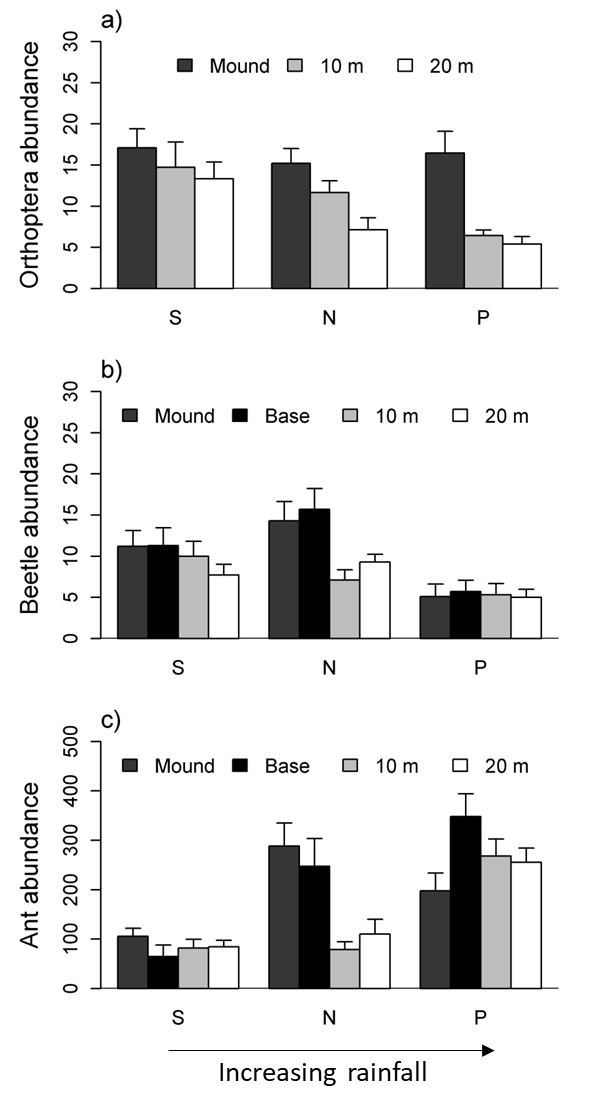 a)
Orthoptera abundance
30
25
20
15
10
5
0
Mound 10 m 20 m
S N P
b)
Beetle abundance
30
25
20
15
10
5
0
Mound Base 10 m 20 m
S N P
c)
Ant abundance
500
400
300
200
100
0
Mound Base 10 m 20 m
S N P
Increasing rainfall